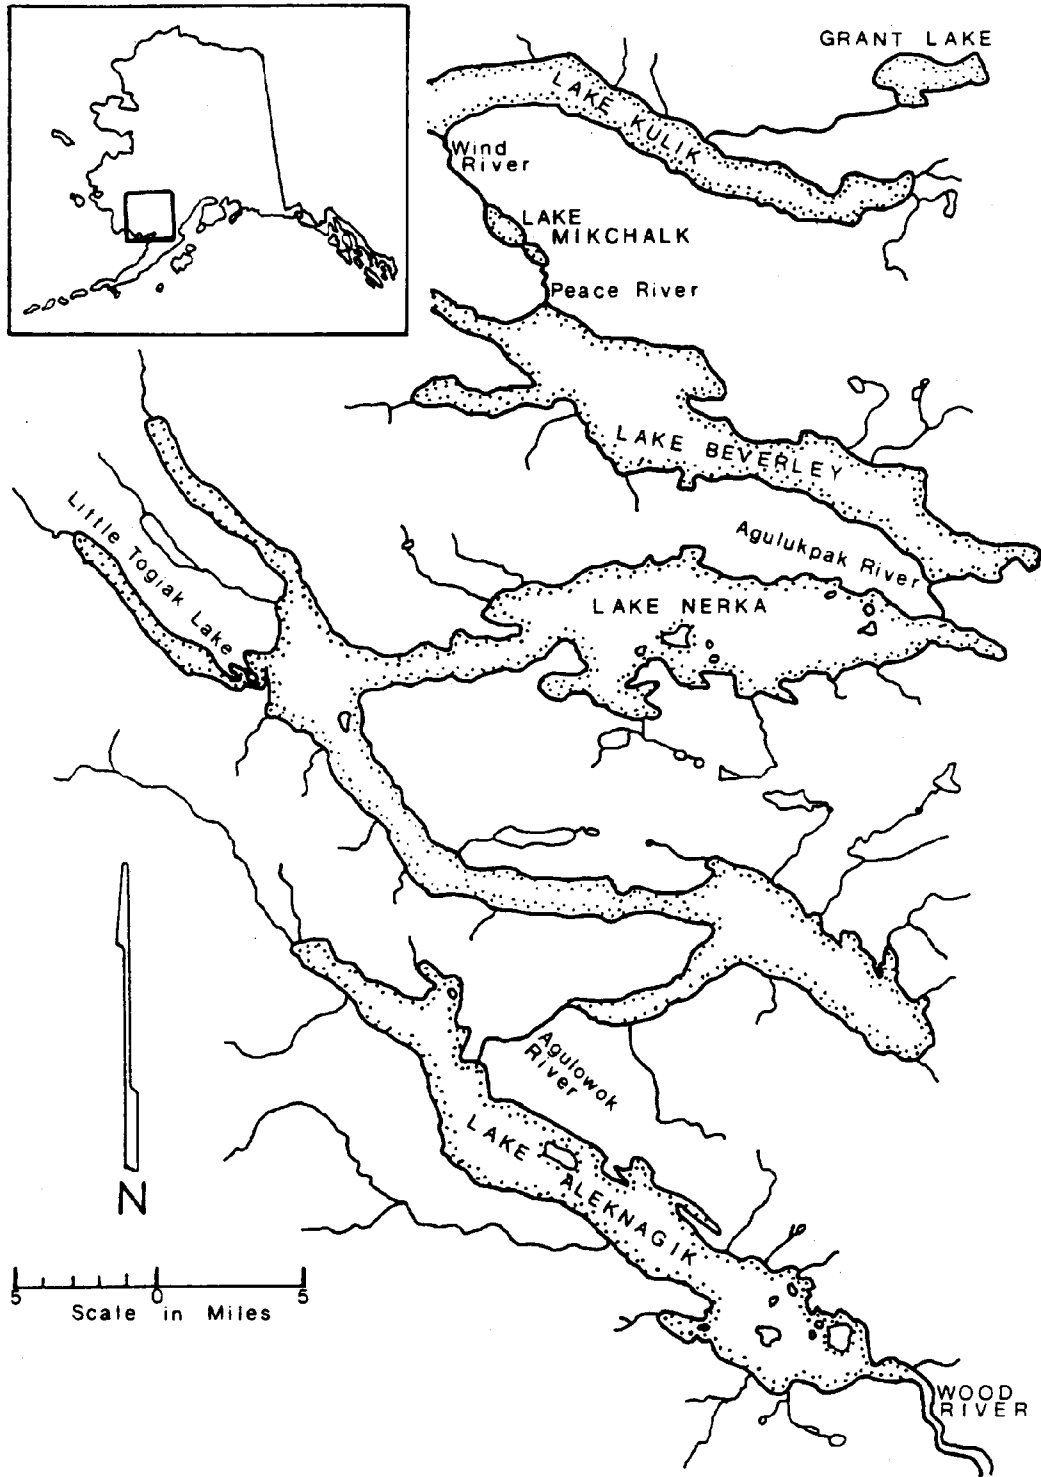 GRANT LAKE
LAKE KULIK
Wind
River
LAKE
MIKCHALK
Peace River
LAKE BEVERLEY
Little Togiak Lake
Agulukpak River
LAKE NERKA
Agulowok
River
LAKE ALEKNAGIK
N
5 0 5
Scale in Miles
WOOD
RIVER